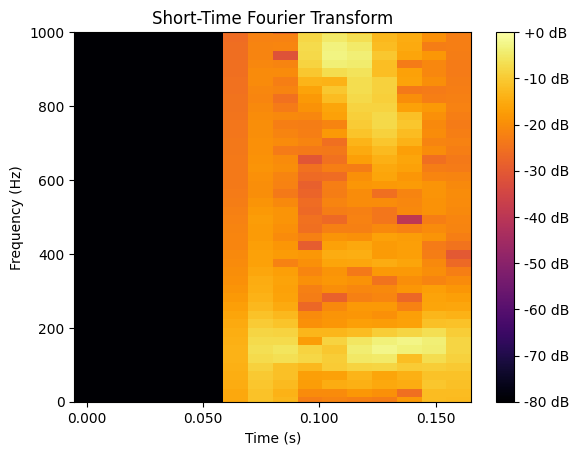 Short-Time Fourier Transform
1000
800
600
400
200
0
Frequency (Hz)
0.000
0.050
0.100
0.150
Time (s)
+0 dB
-10 dB
-20 dB
-30 dB
-40 dB
-50 dB
-60 dB
-70 dB
-80 dB